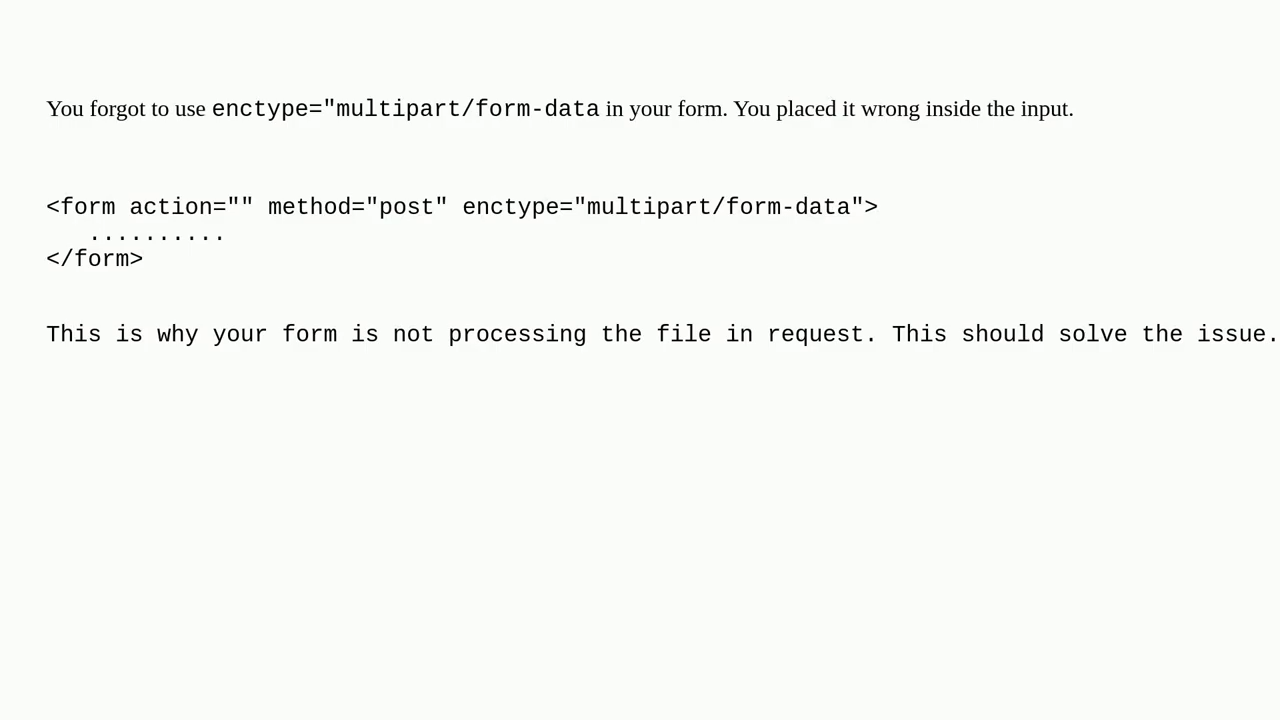 You forgot to use enctype="multipart/form-data in your form. You placed it wrong inside the input.
<form action="" method="post" enctype="multipart/form-data">
   ..........
</form>
This is why your form is not processing the file in request. This should solve the issue.